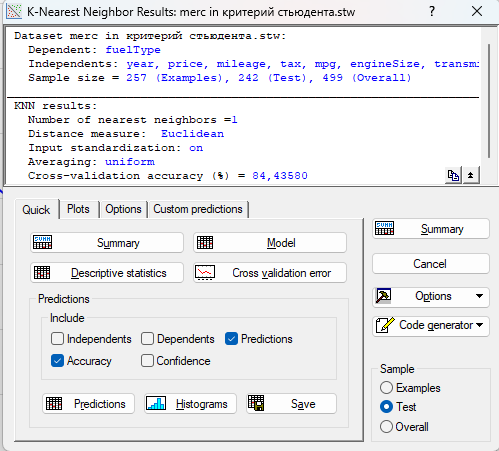 K-Nearest Neighbor Results: merc in критерий стьюдента.stw
Dataset merc in критерий стьюдента.stw:
Dependent: fuelType
Independents: year, price, mileage, tax, mpg, engineSize, transmi
Sample size = 257 (Examples), 242 (Test), 499 (Overall)
KNN results:
Number of nearest neighbors =1
Distance measure: Euclidean
Input standardization: on
Averaging: uniform
Cross-validation accuracy (%) = 84,43580
Quick
Plots
Options
Custom predictions
Summary
Model
Descriptive statistics
Cross validation error
Predictions
Include
Independents
Dependents
Predictions
Accuracy
Confidence
Predictions
Histograms
Save
Summary
Cancel
Options
Code generator
Sample
Examples
Test
Overall